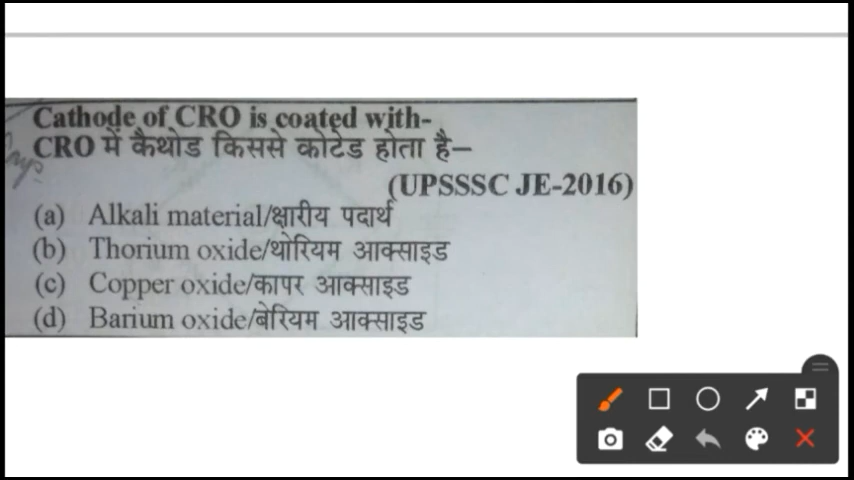 Cathode of CRO is coated with-
CRO में कैथोड किससे कोटेड होता है–
(UPSSSC JE-2016)
(a) Alkali material/क्षारीय पदार्थ
(b) Thorium oxide/थोरियम आक्साइड
(c) Copper oxide/कापर आक्साइड
(d) Barium oxide/बेरियम आक्साइड